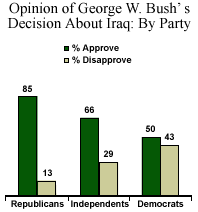 Opinion of George W. Bush' s
Decision About Iraq: By Party
% Approve
% Disapprove
85
13
66
29
50
43
Republicans Independents Democrats